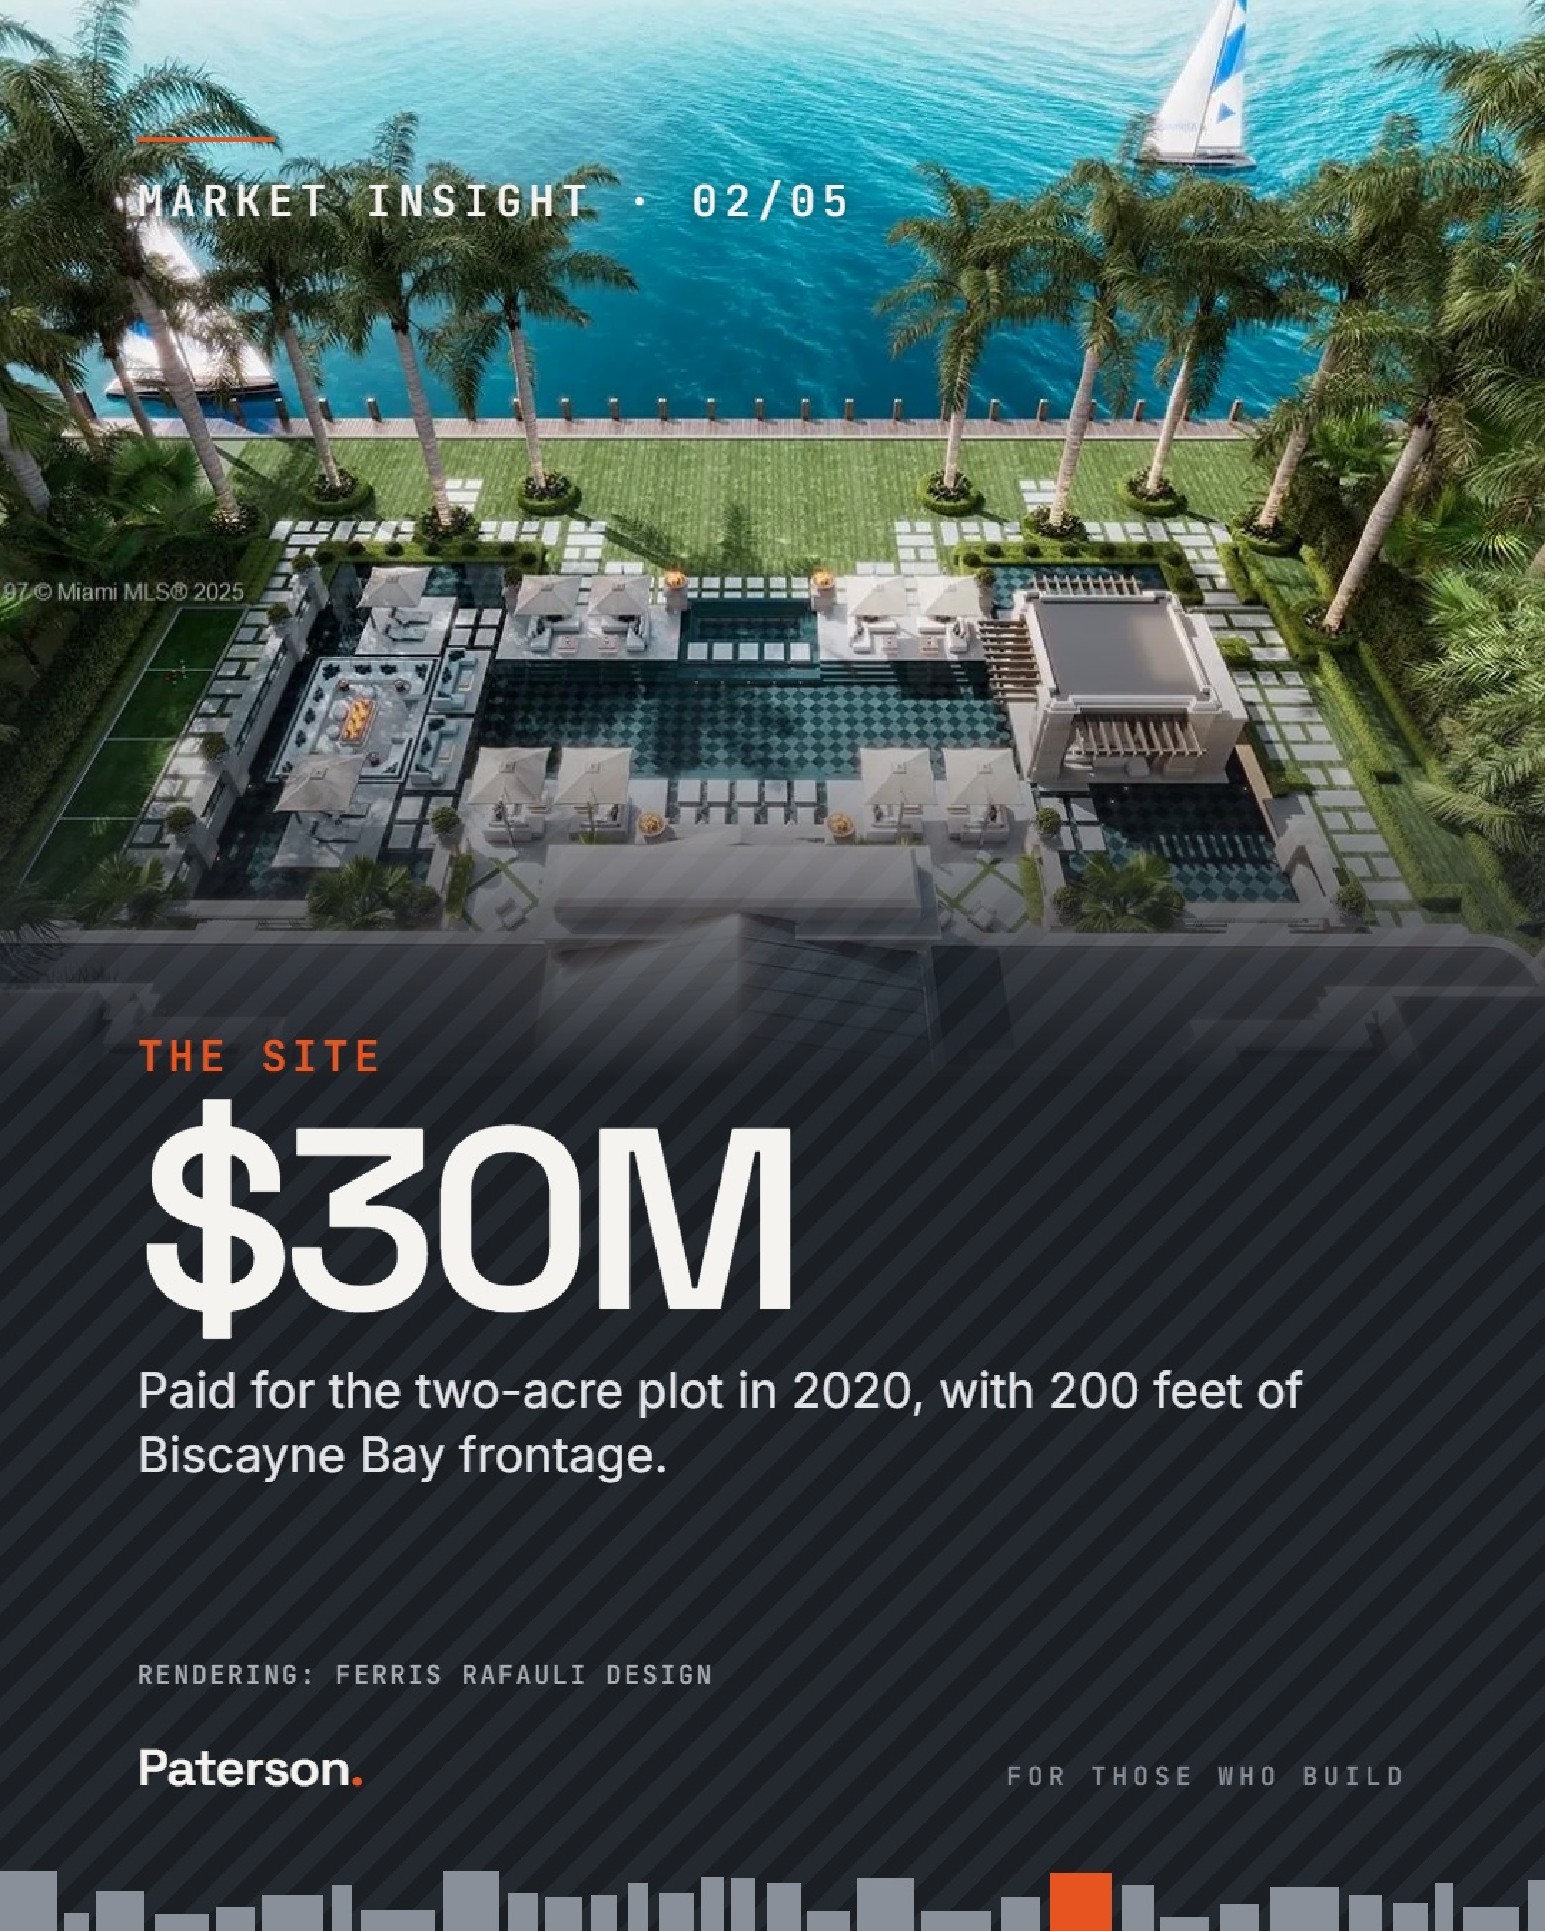 MARKET INSIGHT · 02/05
97 © Miami MLS® 2025
THE SITE
$30M
Paid for the two-acre plot in 2020, with 200 feet of
Biscayne Bay frontage.
RENDERING: FERRIS RAFAULI DESIGN
Paterson.
FOR THOSE WHO BUILD